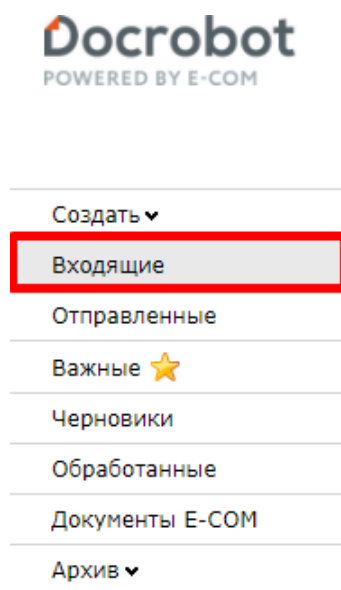 Docrobot
POWERED BY E-COM
Создать
Входящие
Отправленные
Важные
Черновики
Обработанные
Документы E-COM
Архив